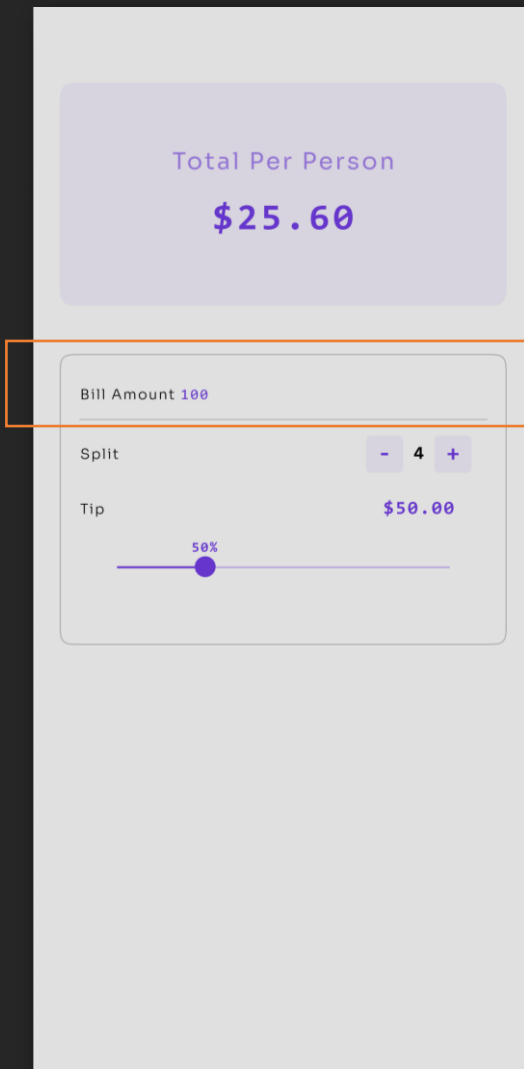 Total Per Person
$25.60
Bill Amount 100
Split - 4 +
Tip $50.00
50%